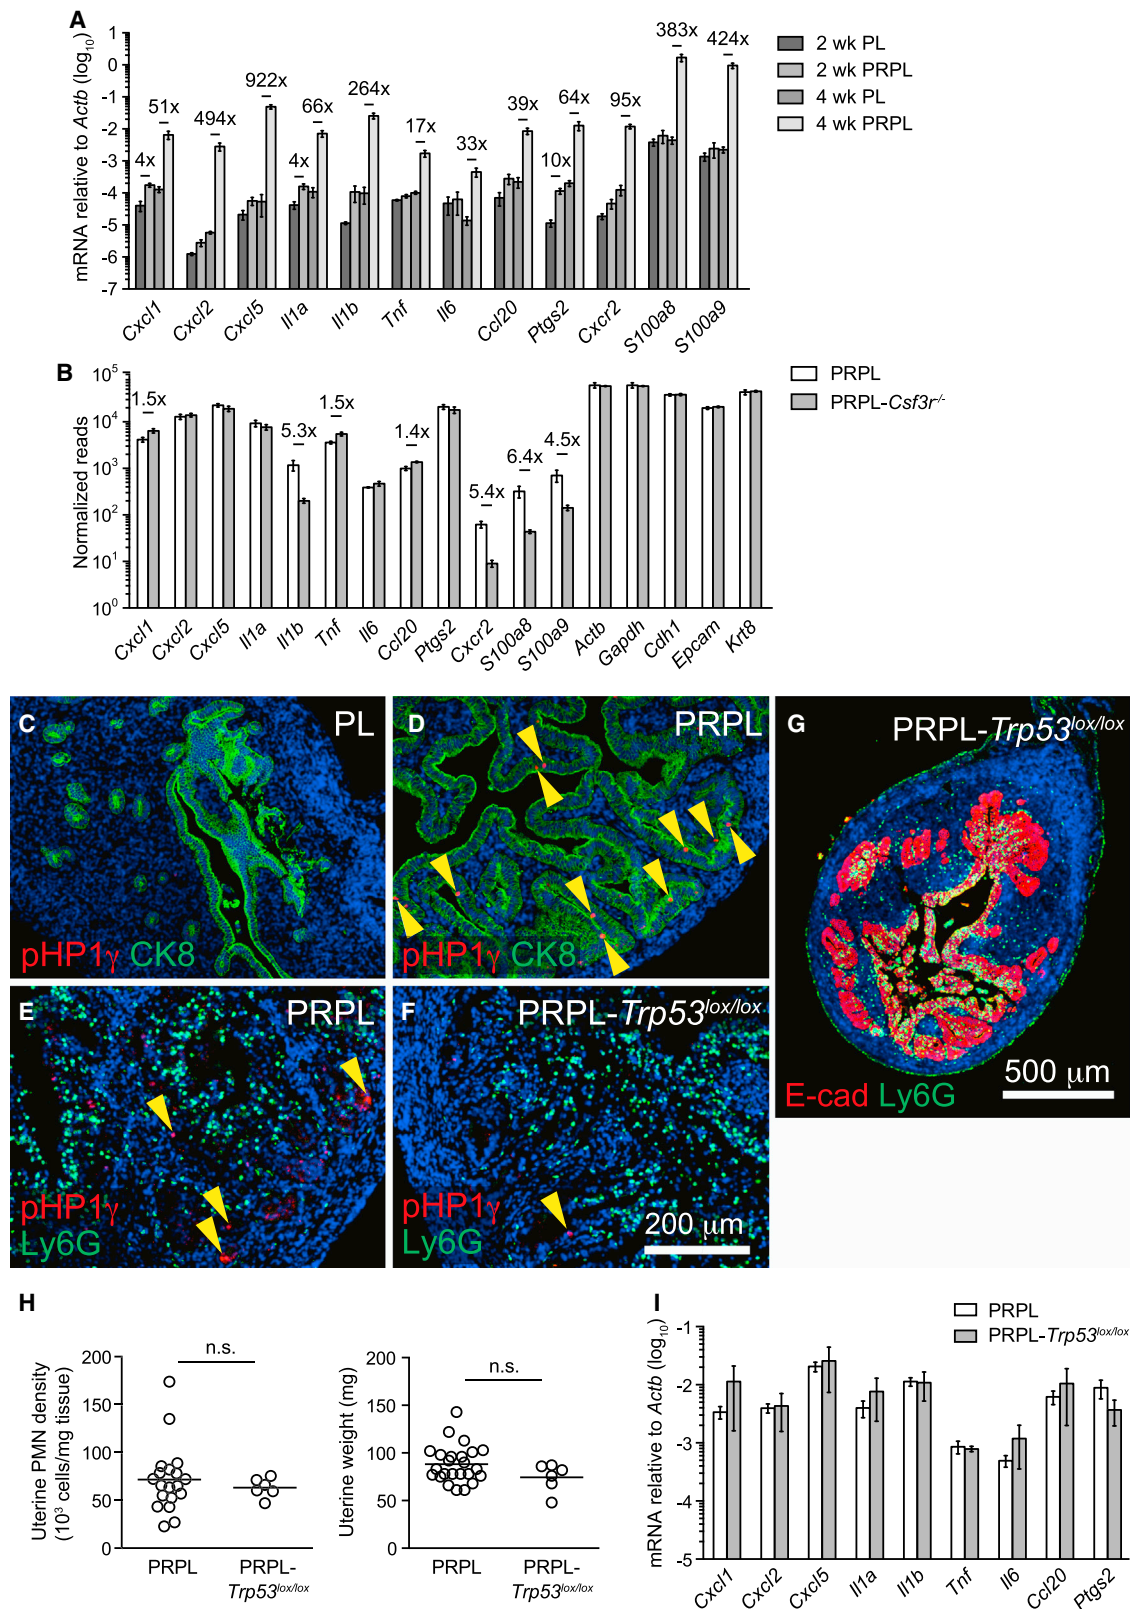 A
mRNA relative to Actb (log10)
1
0
-1
-2
-3
-4
-5
-6
-7
4x
51x
494x
922x
4x
66x
264x
17x
33x
39x
10x
64x
95x
383x
424x
2 wk PL
2 wk PRPL
4 wk PL
4 wk PRPL
Cxcl1
Cxcl2
Cxcl5
Il1a
Il1b
Tnf
Il6
Ccl20
Ptgs2
Cxcr2
S100a8
S100a9
B
Normalized reads
10^5
10^4
10^3
10^2
10^1
10^0
1.5x
5.3x
1.5x
1.4x
5.4x
6.4x
4.5x
PRPL
PRPL-Csf3r-/-
Cxcl1
Cxcl2
Cxcl5
Il1a
Il1b
Tnf
Il6
Ccl20
Ptgs2
Cxcr2
S100a8
S100a9
Actb
Gapdh
Cdh1
Epcam
Krt8
C
PL
pHP1γ CK8
D
PRPL
pHP1γ CK8
E
PRPL
pHP1γ
Ly6G
F
PRPL-Trp53lox/lox
pHP1γ
Ly6G
200 µm
G
PRPL-Trp53lox/lox
E-cad Ly6G
500 µm
H
Uterine PMN density
(10^3 cells/mg tissue)
200
150
100
50
0
n.s.
PRPL
PRPL-
Trp53lox/lox
Uterine weight (mg)
200
150
100
50
0
n.s.
PRPL
PRPL-
Trp53lox/lox
I
mRNA relative to Actb (log10)
-1
-2
-3
-4
-5
PRPL
PRPL-Trp53lox/lox
Cxcl1
Cxcl2
Cxcl5
Il1a
Il1b
Tnf
Il6
Ccl20
Ptgs2